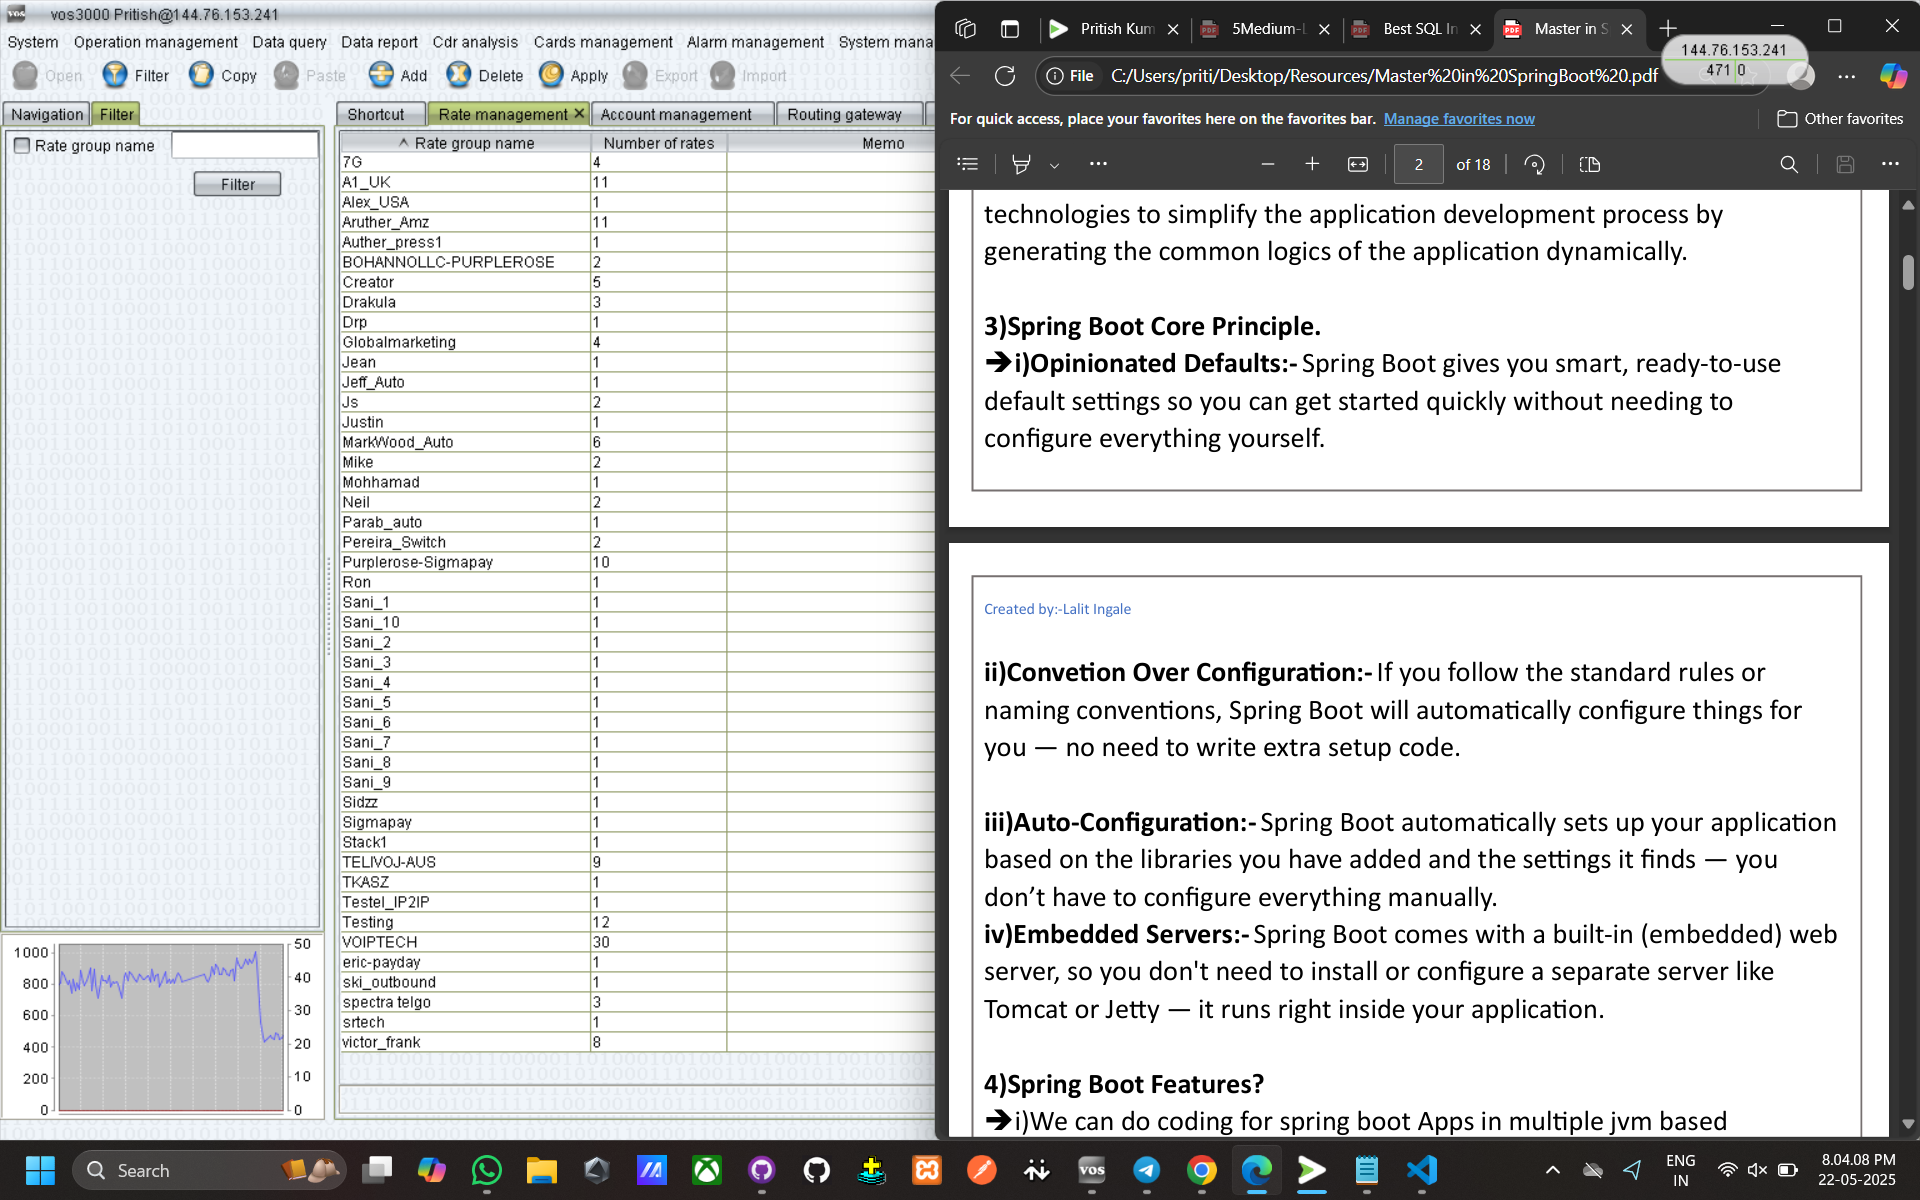 vos3000 Pritish@144.76.153.241
System Operation management Data query Data report Cdr analysis Cards management Alarm management System mana
Open Filter Copy Paste Add Delete Apply Export Import
Navigation Filter
Rate group name
Filter
1000
800
600
400
200
0
50
40
30
20
10
0
Shortcut Rate management Account management Routing gateway
Rate group name Number of rates Memo
7G 4
A1_UK 11
Alex_USA 1
Aruther_Amz 11
Auther_press1 1
BOHANNOLLC-PURPLEROSE 2
Creator 5
Drakula 3
Drp 1
Globalmarketing 4
Jean 1
Jeff_Auto 1
Js 2
Justin 1
MarkWood_Auto 6
Mike 2
Mohhamad 1
Neil 2
Parab_auto 1
Pereira_Switch 2
Purplerose-Sigmapay 10
Ron 1
Sani_1 1
Sani_10 1
Sani_2 1
Sani_3 1
Sani_4 1
Sani_5 1
Sani_6 1
Sani_7 1
Sani_8 1
Sani_9 1
Sidzz 1
Sigmapay 1
Stack1 1
TELIVOJ-AUS 9
TKASZ 1
Testel_IP2IP 1
Testing 12
VOIPTECH 30
eric-payday 1
ski_outbound 1
spectra telgo 3
srtech 1
victor_frank 8
Pritish Kum 5Medium-L Best SQL In Master in S
144.76.153.241
471 0
File C:/Users/priti/Desktop/Resources/Master%20in%20SpringBoot%20.pdf
For quick access, place your favorites here on the favorites bar. Manage favorites now Other favorites
2 of 18
technologies to simplify the application development process by
generating the common logics of the application dynamically.
3)Spring Boot Core Principle.
➔i)Opinionated Defaults:- Spring Boot gives you smart, ready-to-use
default settings so you can get started quickly without needing to
configure everything yourself.
Created by:-Lalit Ingale
ii)Convetion Over Configuration:- If you follow the standard rules or
naming conventions, Spring Boot will automatically configure things for
you — no need to write extra setup code.
iii)Auto-Configuration:- Spring Boot automatically sets up your application
based on the libraries you have added and the settings it finds — you
don’t have to configure everything manually.
iv)Embedded Servers:- Spring Boot comes with a built-in (embedded) web
server, so you don't need to install or configure a separate server like
Tomcat or Jetty — it runs right inside your application.
4)Spring Boot Features?
➔i)We can do coding for spring boot Apps in multiple jvm based
Search
vos
ENG
IN
8.04.08 PM
22-05-2025